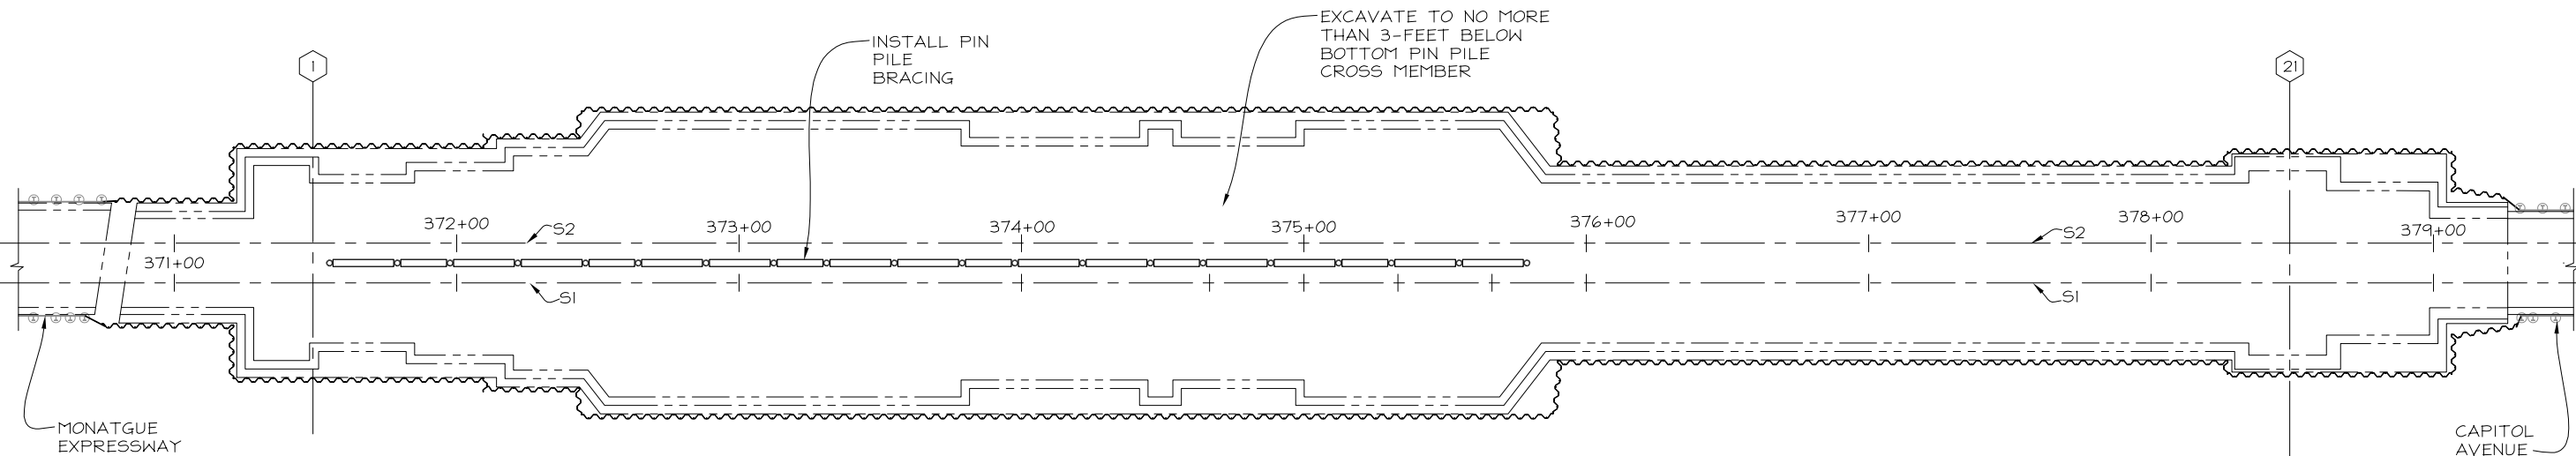 EXCAVATE TO NO MORE
THAN 3-FEET BELOW
BOTTOM PIN PILE
CROSS MEMBER
INSTALL PIN
PILE
BRACING
1
21
371+00
372+00
373+00
374+00
375+00
376+00
377+00
378+00
379+00
S2
S2
S1
S1
MONATGUE
EXPRESSWAY
CAPITOL
AVENUE